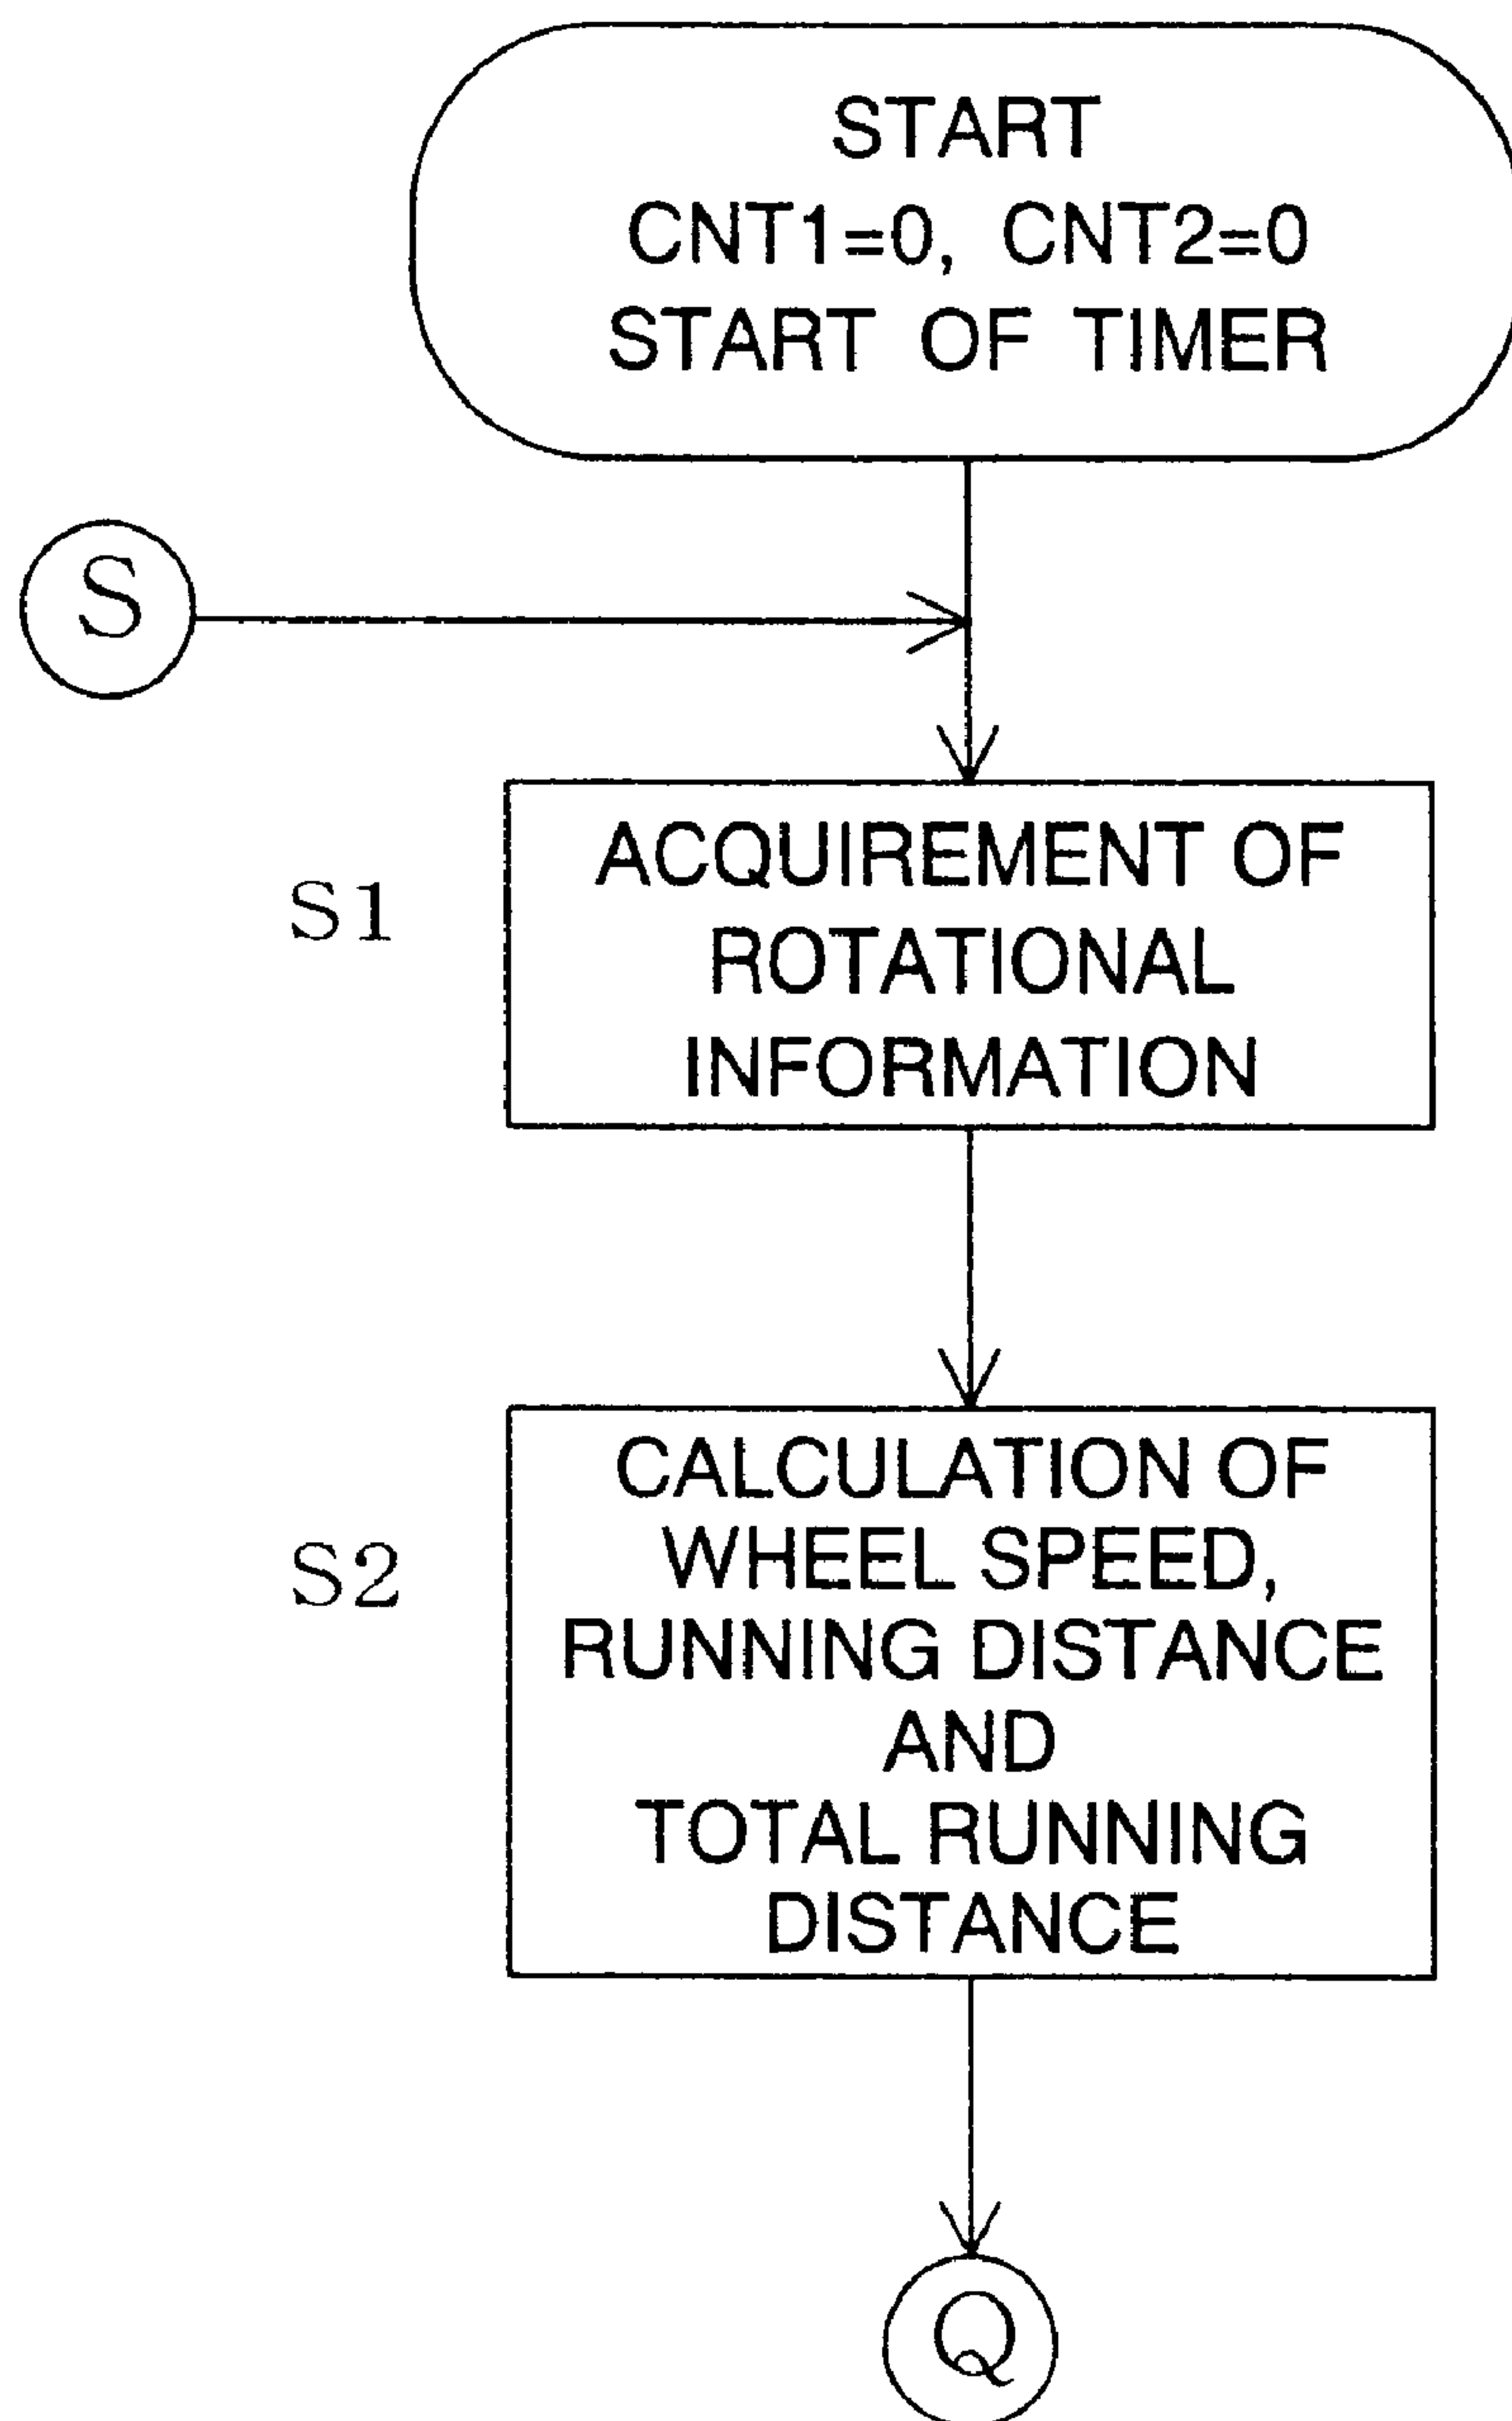 START
CNT1=0, CNT2=0
START OF TIMER
S
S1
ACQUIREMENT OF
ROTATIONAL
INFORMATION
S2
CALCULATION OF
WHEEL SPEED,
RUNNING DISTANCE
AND
TOTAL RUNNING
DISTANCE
Q